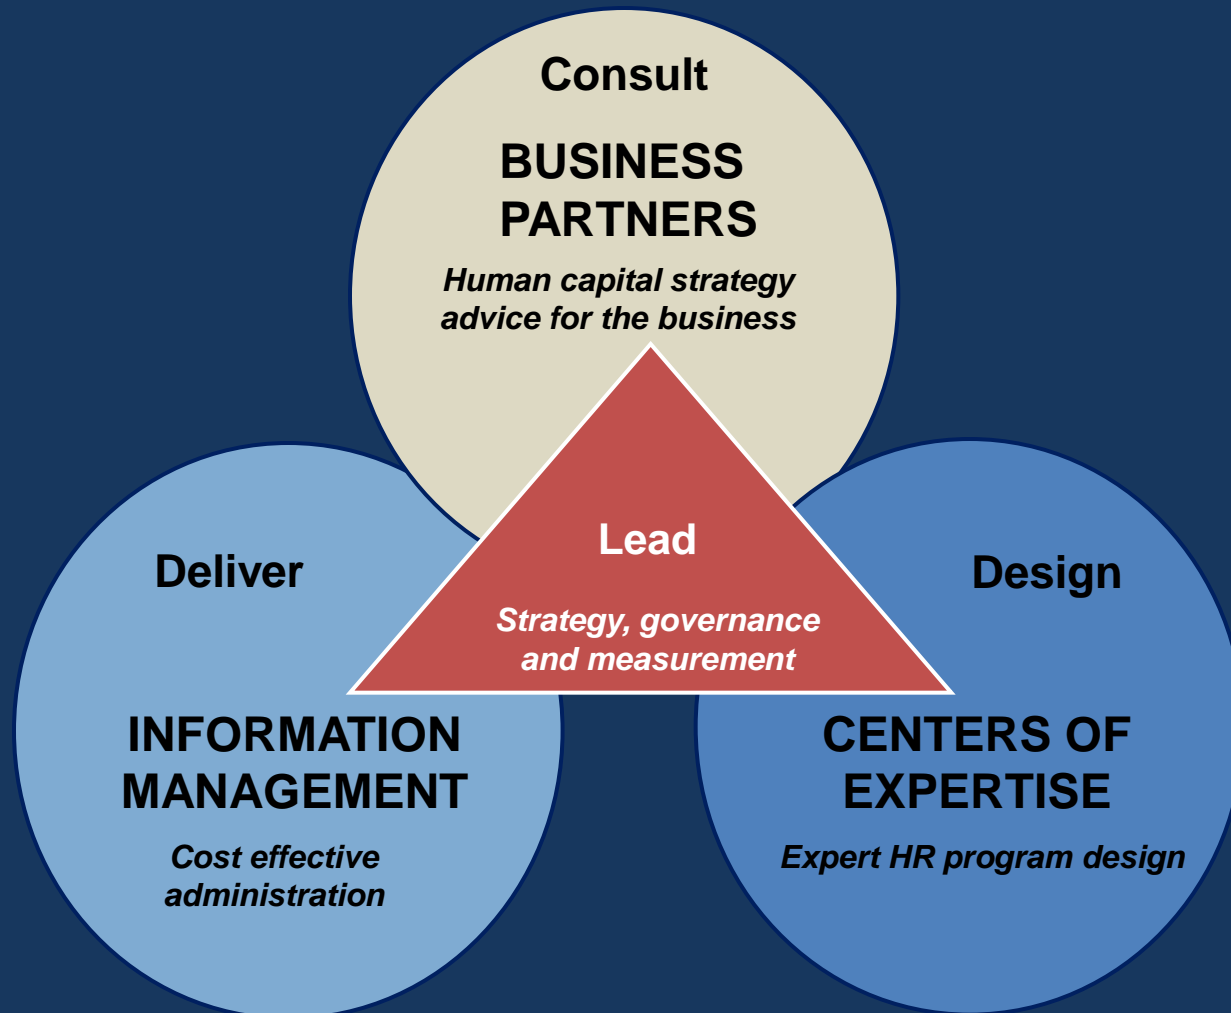 Consult
BUSINESS
PARTNERS
Human capital strategy
advice for the business
Lead
Strategy, governance
and measurement
Deliver
INFORMATION
MANAGEMENT
Cost effective
administration
Design
CENTERS OF
EXPERTISE
Expert HR program design